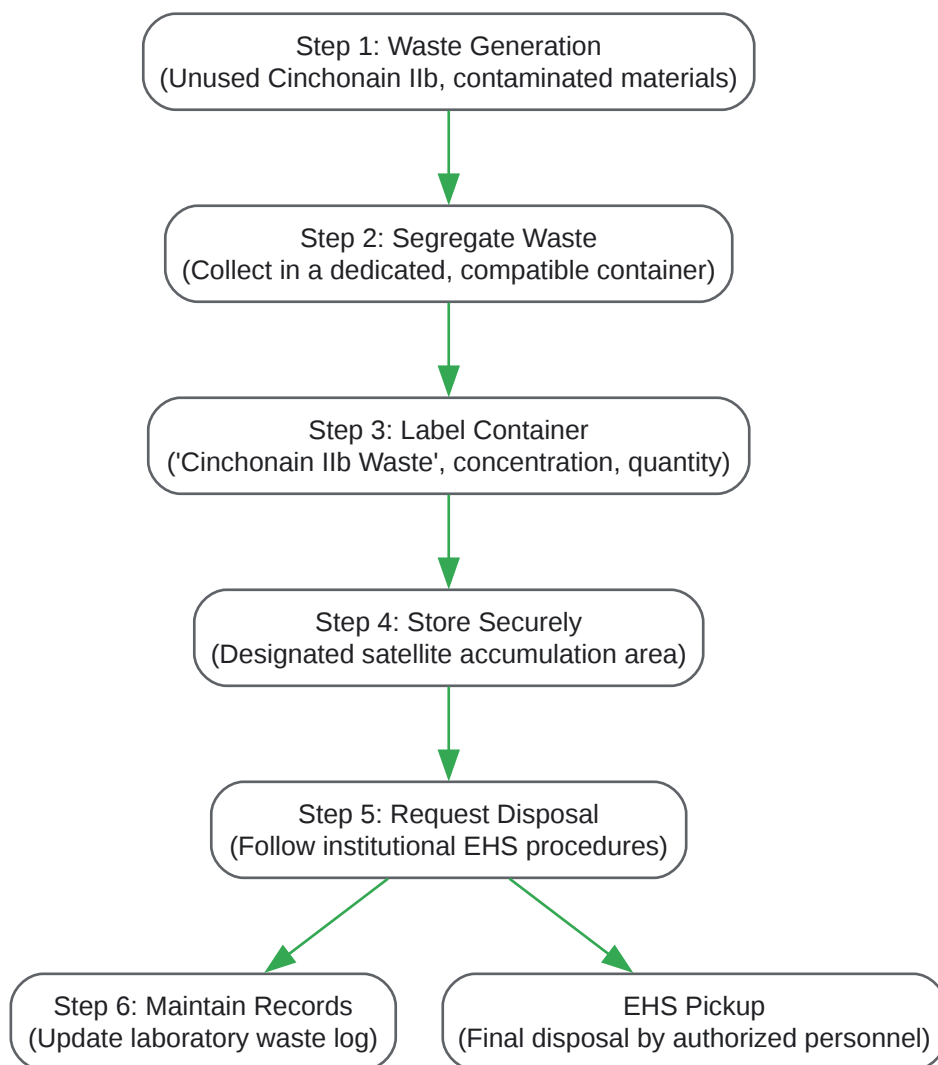 Step 1: Waste Generation
(Unused Cinchonain IIb, contaminated materials)
Step 2: Segregate Waste
(Collect in a dedicated, compatible container)
Step 3: Label Container
('Cinchonain IIb Waste', concentration, quantity)
Step 4: Store Securely
(Designated satellite accumulation area)
Step 5: Request Disposal
(Follow institutional EHS procedures)
Step 6: Maintain Records
(Update laboratory waste log)
EHS Pickup
(Final disposal by authorized personnel)